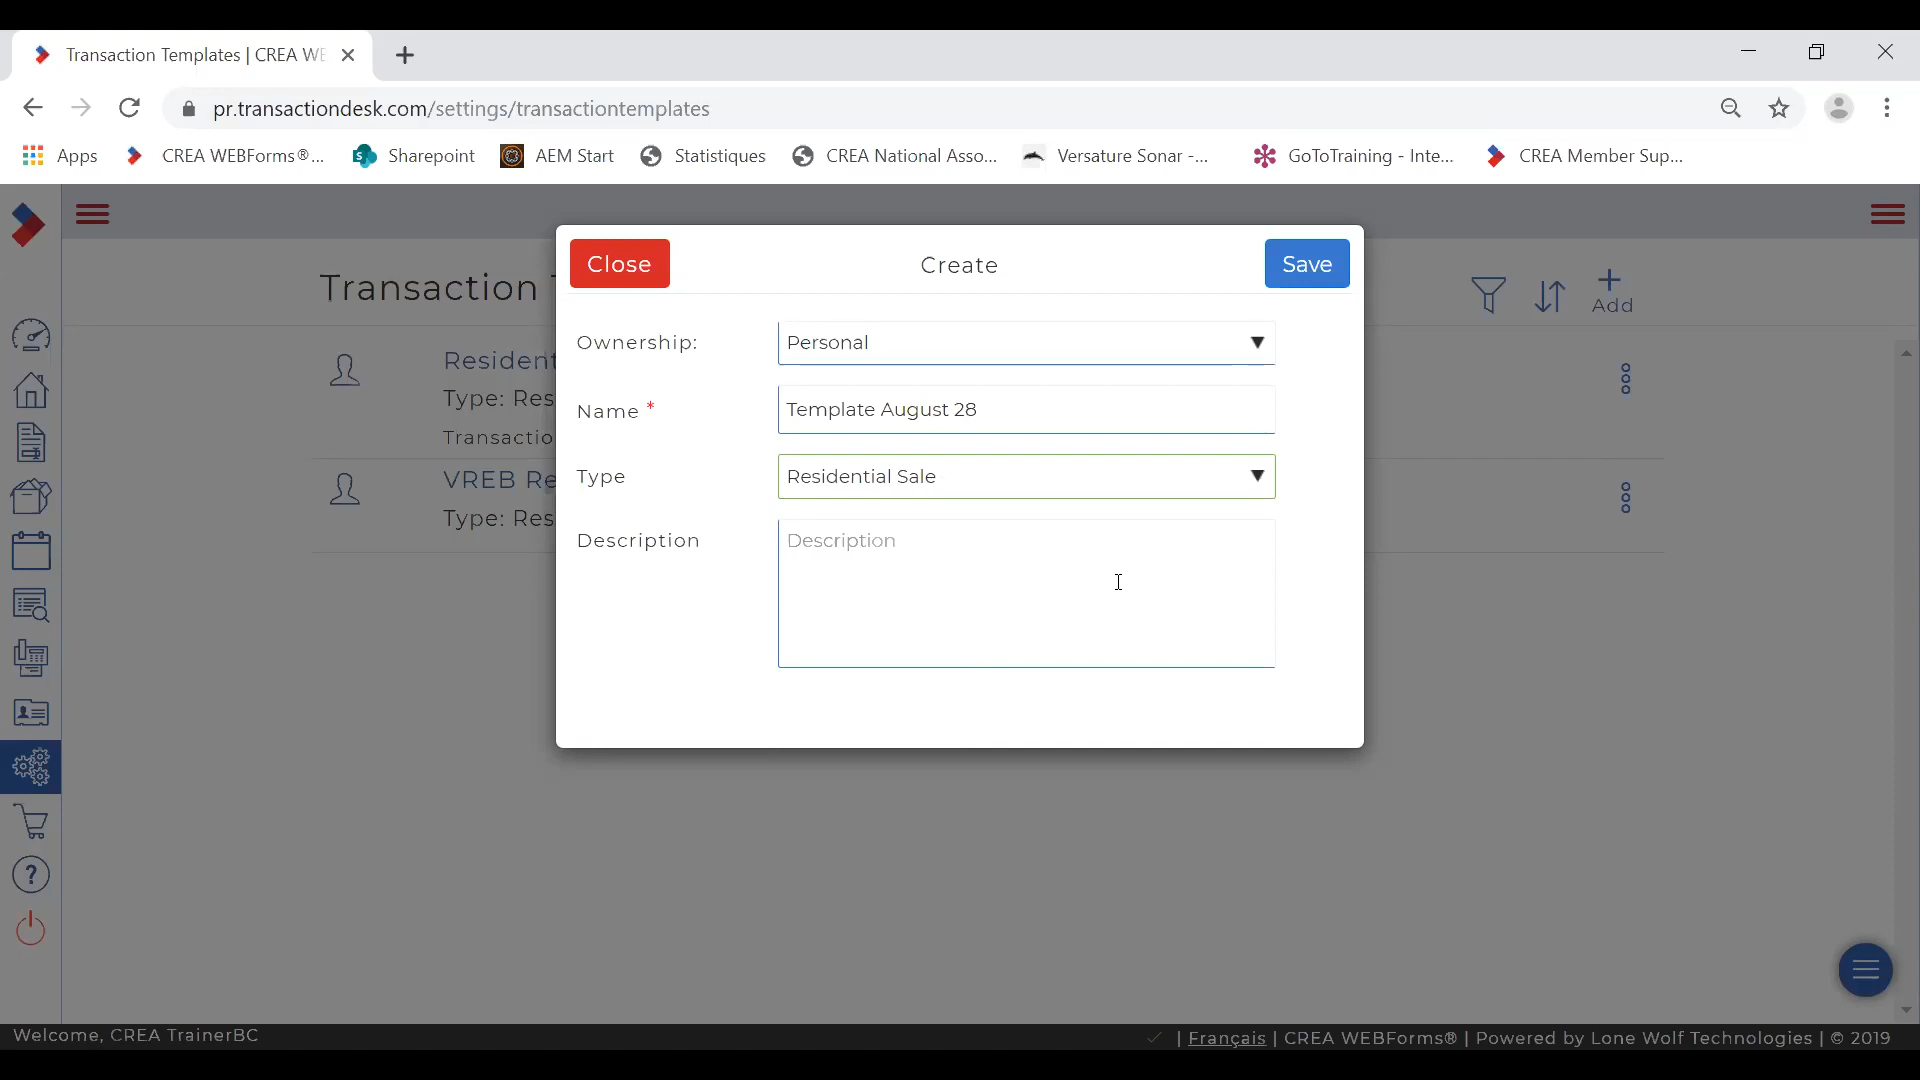 Transaction Templates | CREA WE
pr.transactiondesk.com/settings/transactiontemplates
Apps CREA WEBForms®... Sharepoint AEM Start Statistiques CREA National Asso... Versature Sonar -... GoToTraining - Inte... CREA Member Sup...
Close Create Save
Transaction T
Add
Ownership: Personal
Resident
Type: Res
Name * Template August 28
Transactio
Type Residential Sale
VREB Re
Type: Res
Description Description
Welcome, CREA TrainerBC | Français | CREA WEBForms® | Powered by Lone Wolf Technologies | © 2019